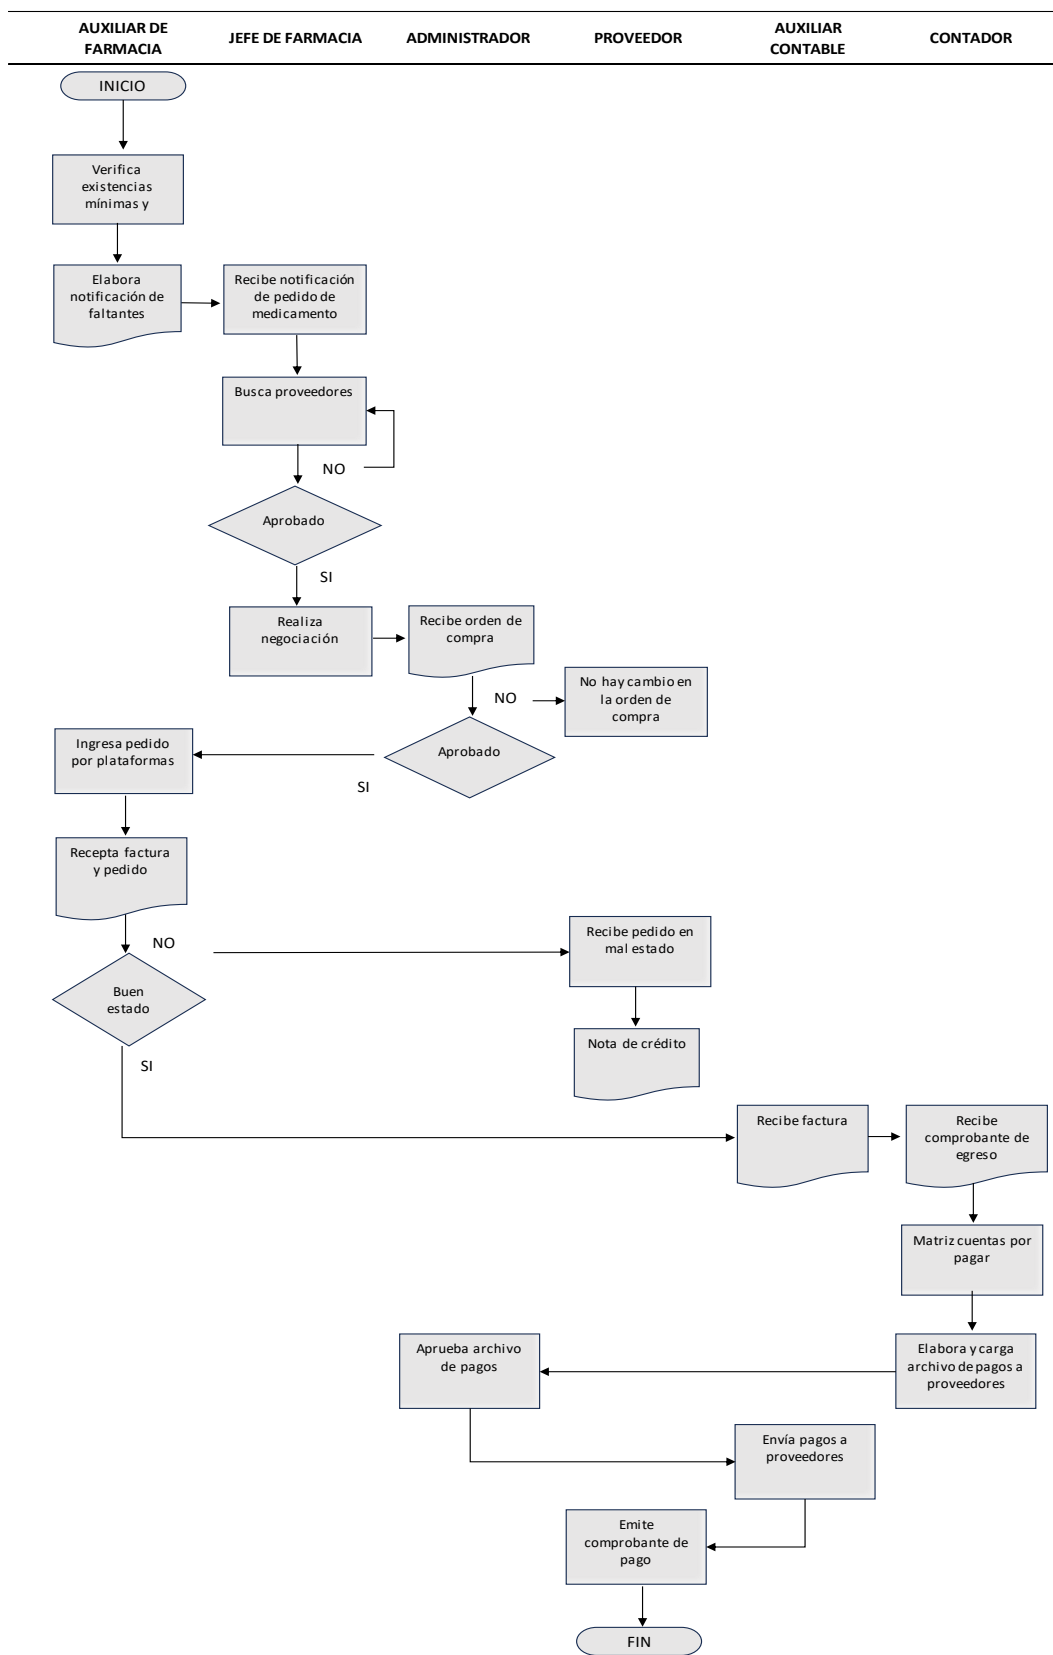 AUXILIAR DE
FARMACIA
JEFE DE FARMACIA
ADMINISTRADOR
PROVEEDOR
AUXILIAR
CONTABLE
CONTADOR
INICIO
Verifica
existencias
mínimas y
Elabora
notificación de
faltantes
Recibe notificación
de pedido de
medicamento
Busca proveedores
NO
Aprobado
SI
Realiza
negociación
Recibe orden de
compra
NO
No hay cambio en
la orden de
compra
Ingresa pedido
por plataformas
Aprobado
SI
Recepta factura
y pedido
NO
Recibe pedido en
mal estado
Buen
estado
Nota de crédito
SI
Recibe factura
Recibe
comprobante de
egreso
Matriz cuentas por
pagar
Aprueba archivo
de pagos
Elabora y carga
archivo de pagos a
proveedores
Envía pagos a
proveedores
Emite
comprobante de
pago
FIN